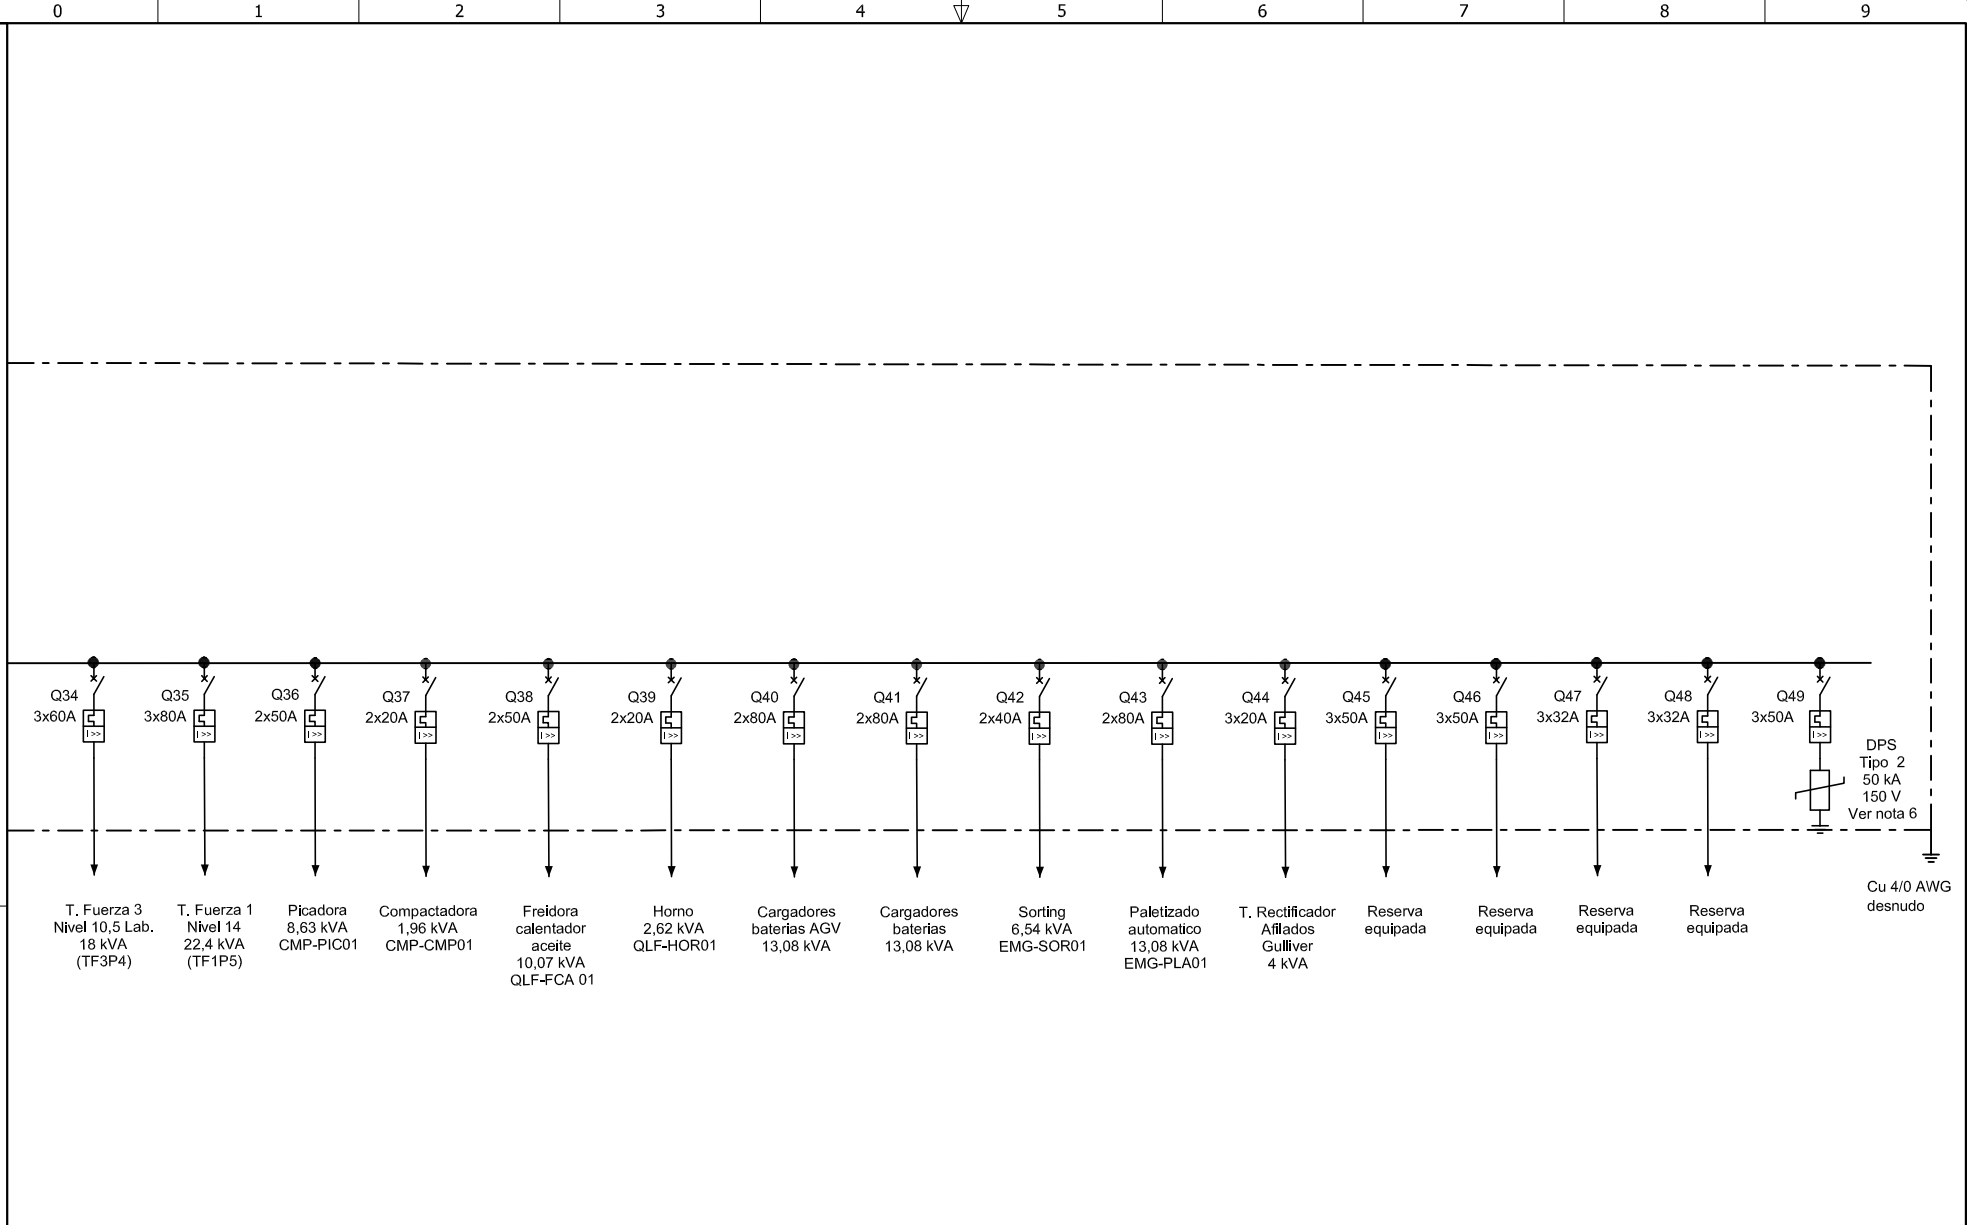 0 1 2 3 4 5 6 7 8 9
Q34
3x60A
I >>
Q35
3x80A
I >>
Q36
2x50A
I >>
Q37
2x20A
I >>
Q38
2x50A
I >>
Q39
2x20A
I >>
Q40
2x80A
I >>
Q41
2x80A
I >>
Q42
2x40A
I >>
Q43
2x80A
I >>
Q44
3x20A
I >>
Q45
3x50A
I >>
Q46
3x50A
I >>
Q47
3x32A
I >>
Q48
3x32A
I >>
Q49
3x50A
I >>
DPS
Tipo 2
50 kA
150 V
Ver nota 6
Cu 4/0 AWG
desnudo
T. Fuerza 3
Nivel 10,5 Lab.
18 kVA
(TF3P4)
T. Fuerza 1
Nivel 14
22,4 kVA
(TF1P5)
Picadora
8,63 kVA
CMP-PIC01
Compactadora
1,96 kVA
CMP-CMP01
Freidora
calentador
aceite
10,07 kVA
QLF-FCA 01
Horno
2,62 kVA
QLF-HOR01
Cargadores
baterias AGV
13,08 kVA
Cargadores
baterias
13,08 kVA
Sorting
6,54 kVA
EMG-SOR01
Paletizado
automatico
13,08 kVA
EMG-PLA01
T. Rectificador
Afilados
Gulliver
4 kVA
Reserva
equipada
Reserva
equipada
Reserva
equipada
Reserva
equipada